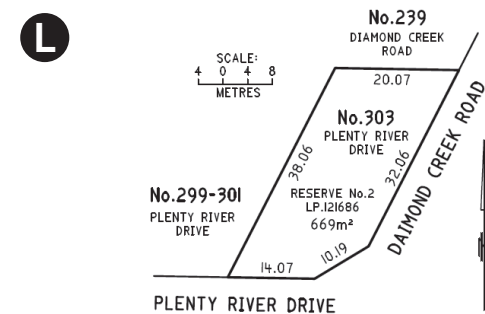 L
No.239
DIAMOND CREEK
ROAD
SCALE:
4 0 4 8
METRES
20.07
No.303
PLENTY RIVER
DRIVE
38.06
32.06
DAIMOND CREEK ROAD
No.299-301
PLENTY RIVER
DRIVE
RESERVE No.2
LP.121686
669m²
10.19
14.07
PLENTY RIVER DRIVE